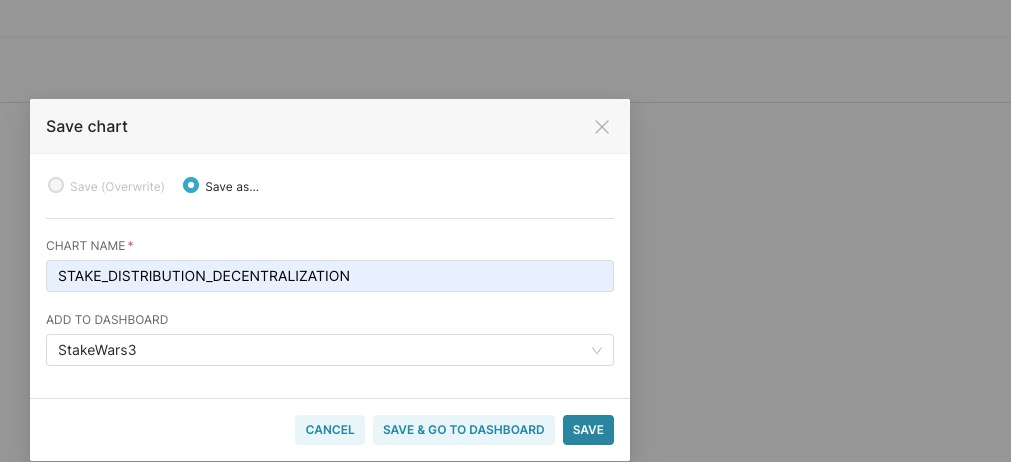 Save chart
Save (Overwrite) Save as...
CHART NAME*
STAKE_DISTRIBUTION_DECENTRALIZATION
ADD TO DASHBOARD
StakeWars3
CANCEL SAVE & GO TO DASHBOARD SAVE